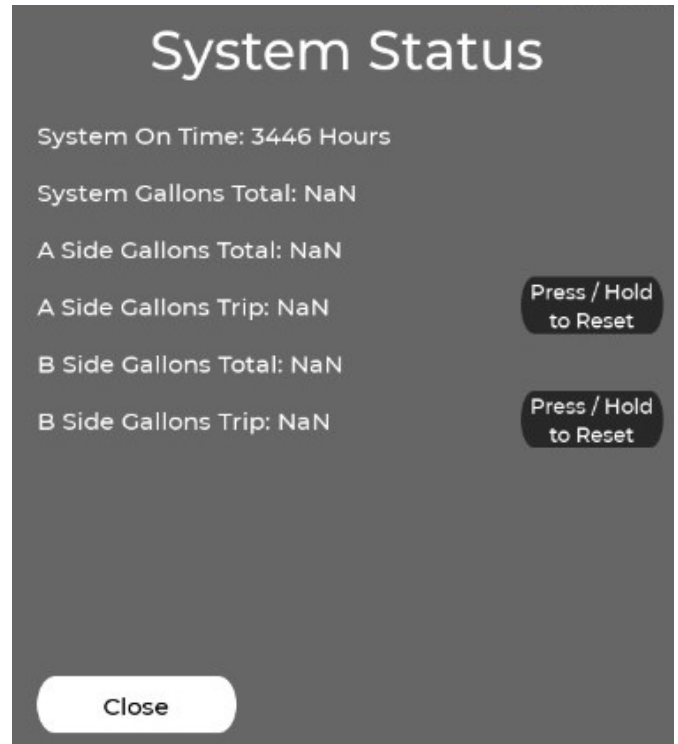 System Status
System On Time: 3446 Hours
System Gallons Total: NaN
A Side Gallons Total: NaN
A Side Gallons Trip: NaN
Press / Hold
to Reset
B Side Gallons Total: NaN
B Side Gallons Trip: NaN
Press / Hold
to Reset
Close